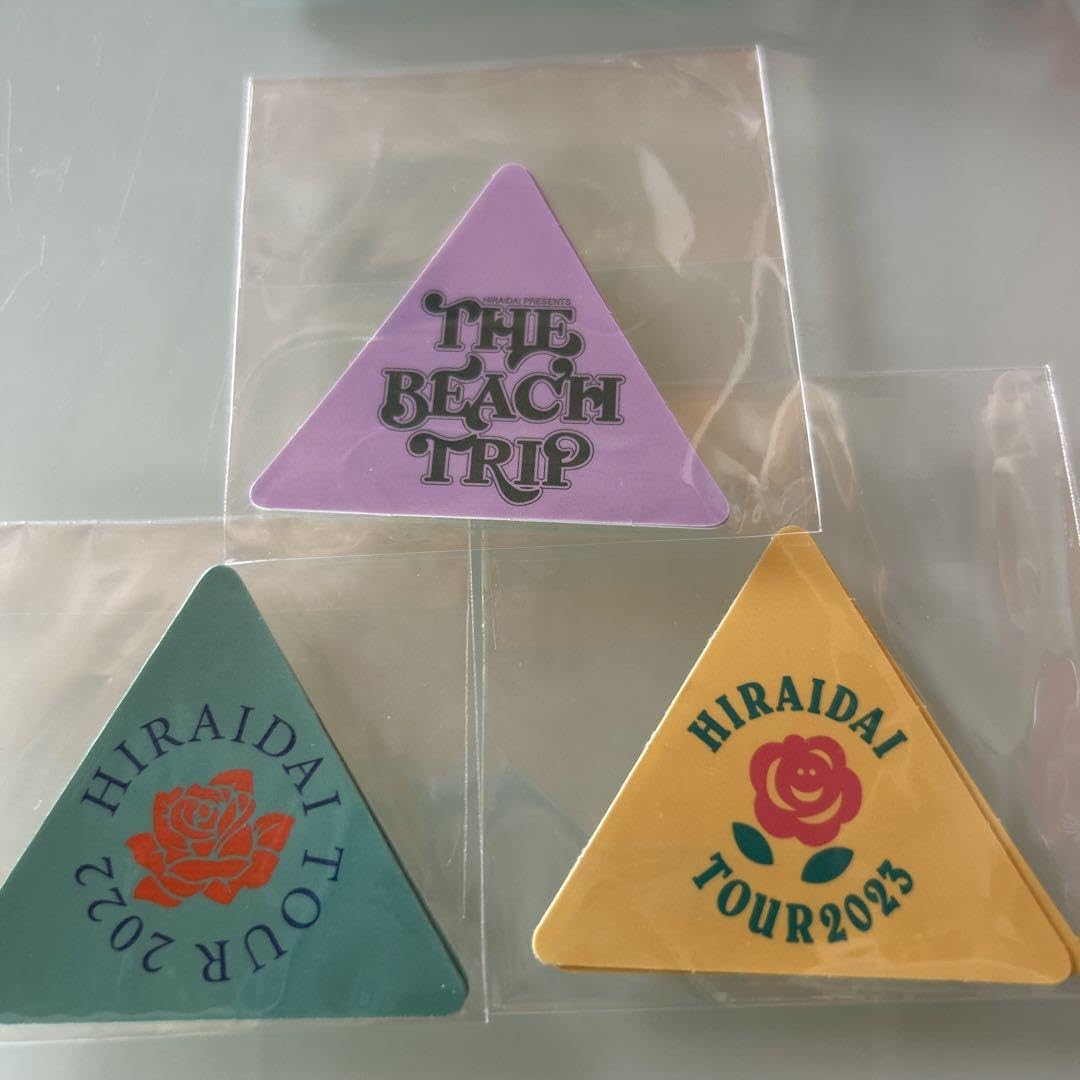 HIRAIDAI PRESENTS
THE
BEACH
TRIP
HIRAIDAI TOUR 2022
HIRAIDAI
TOUR2023